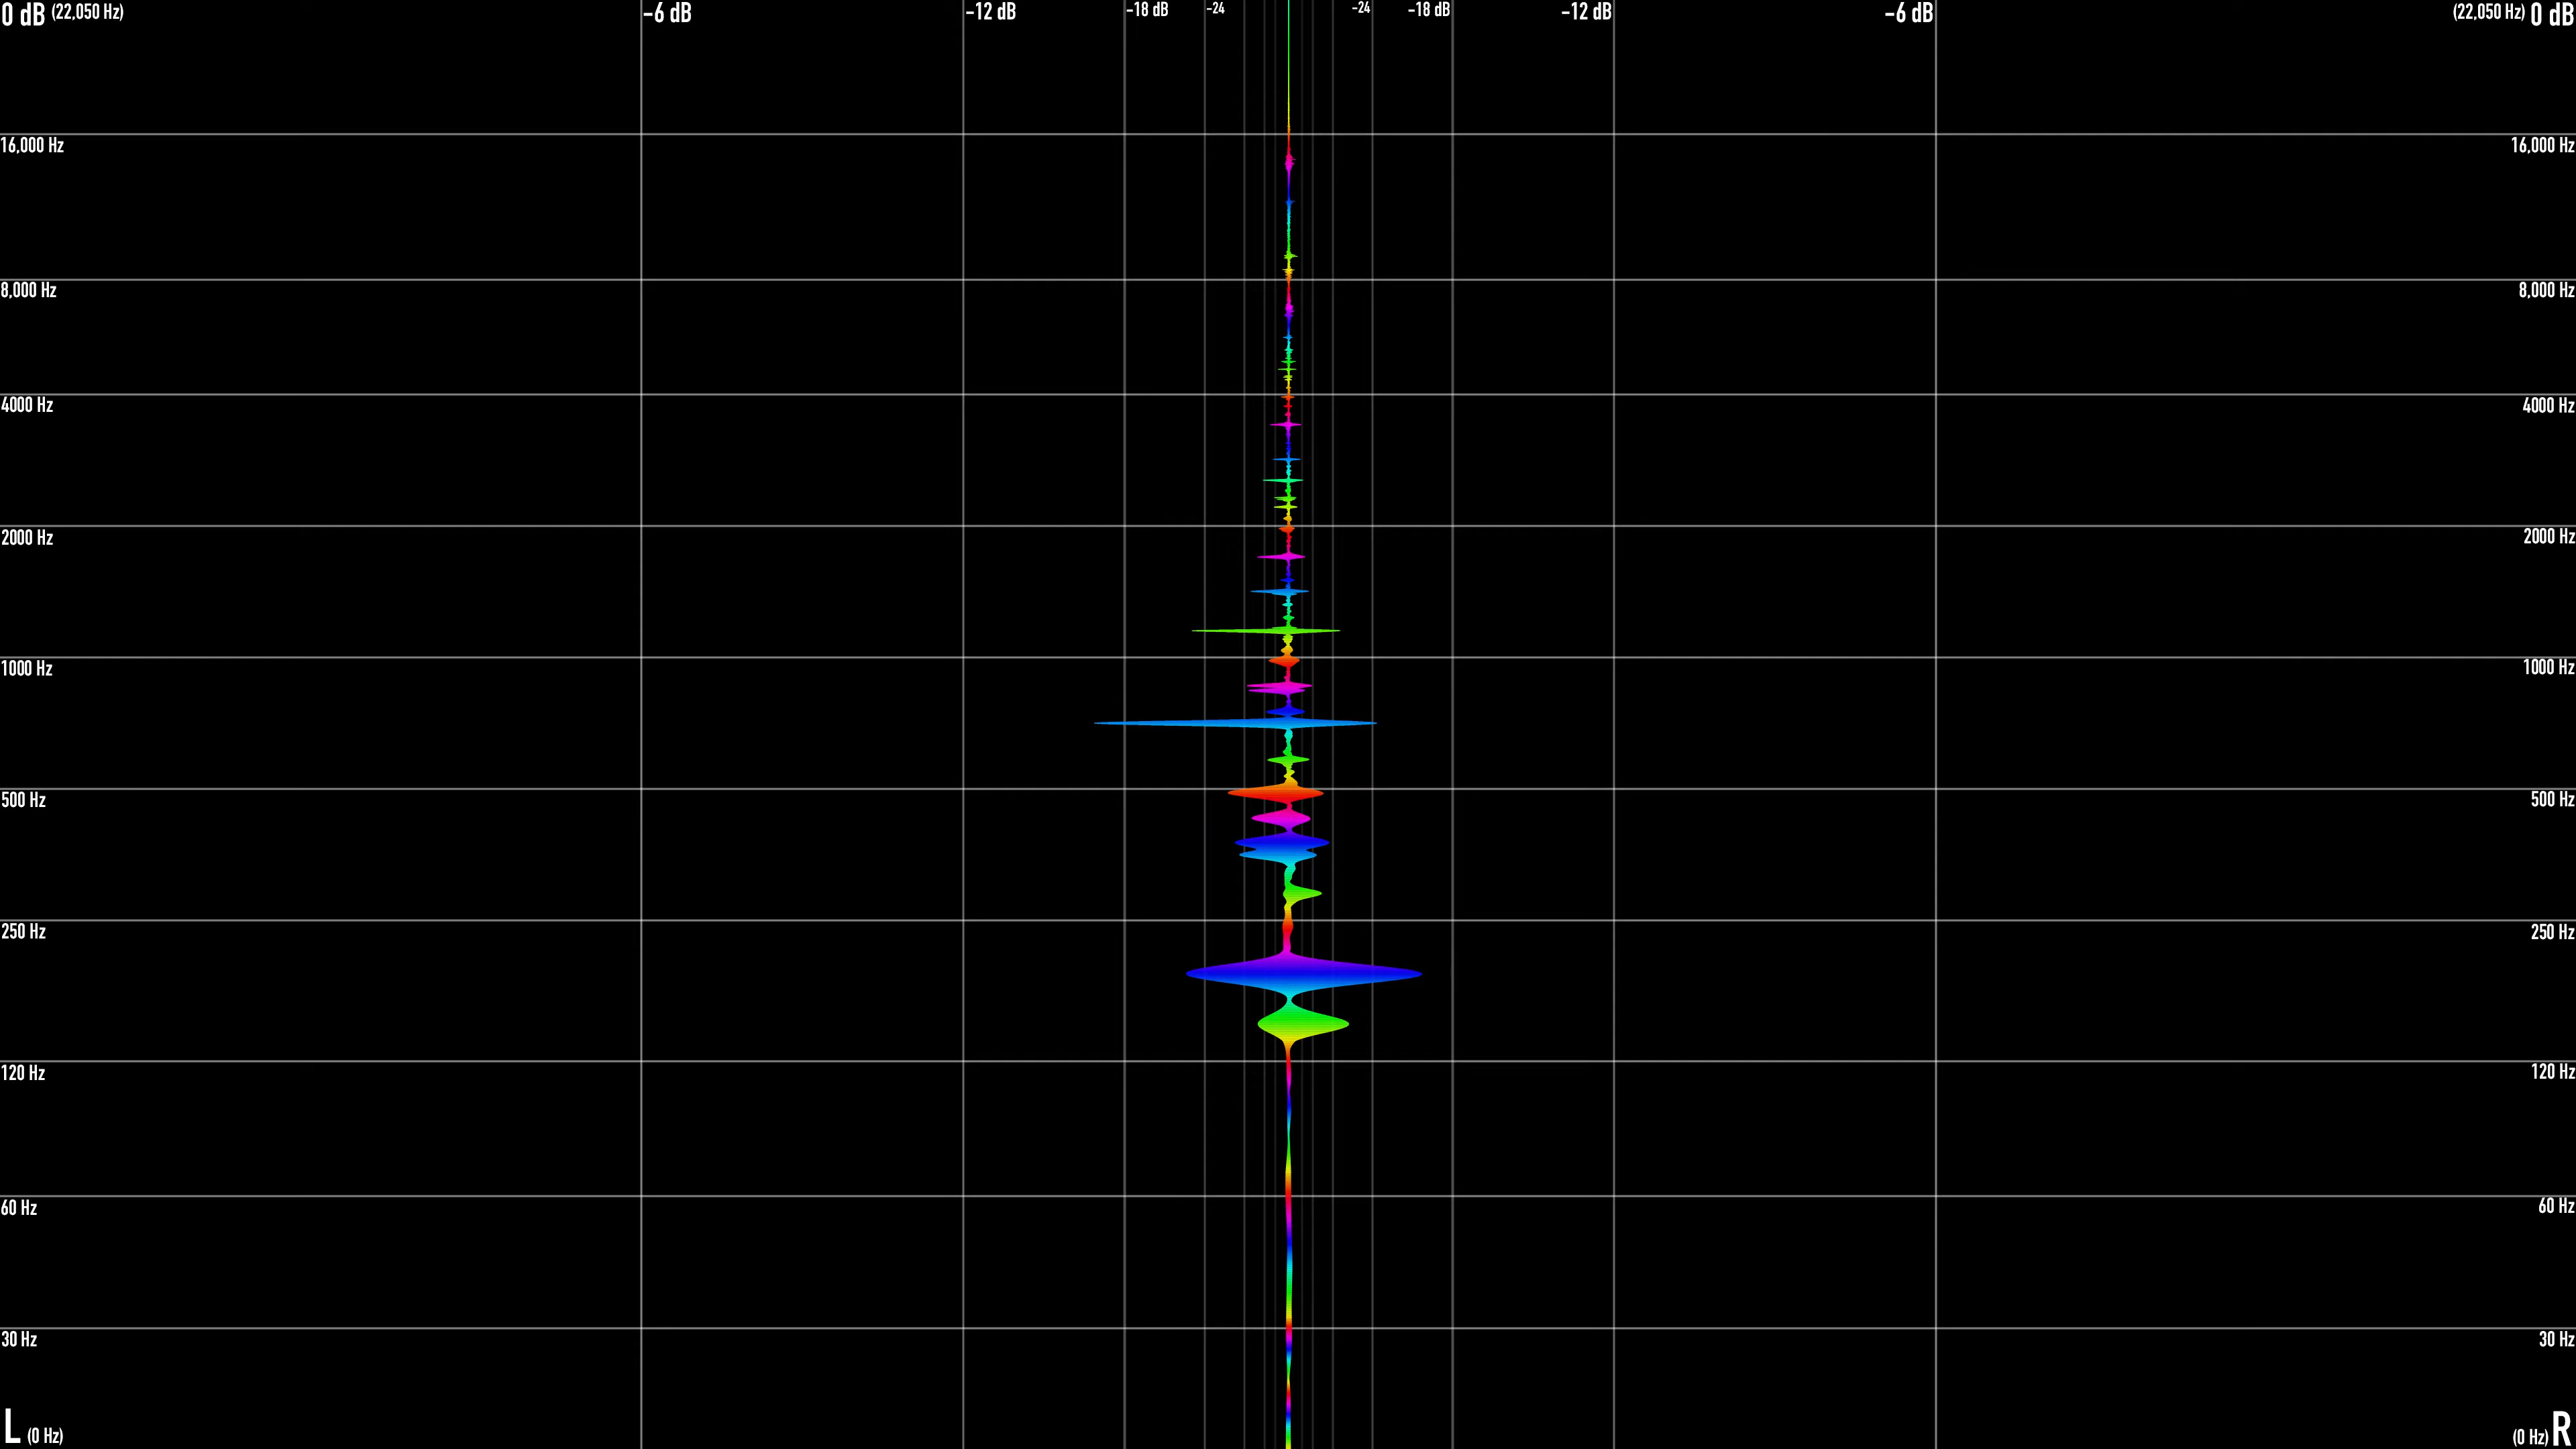 0 dB (22,050 Hz) −6 dB −12 dB −18 dB −24 −24 −18 dB −12 dB −6 dB (22,050 Hz) 0 dB
16,000 Hz 16,000 Hz
8,000 Hz 8,000 Hz
4000 Hz 4000 Hz
2000 Hz 2000 Hz
1000 Hz 1000 Hz
500 Hz 500 Hz
250 Hz 250 Hz
120 Hz 120 Hz
60 Hz 60 Hz
30 Hz 30 Hz
L (0 Hz) (0 Hz) R